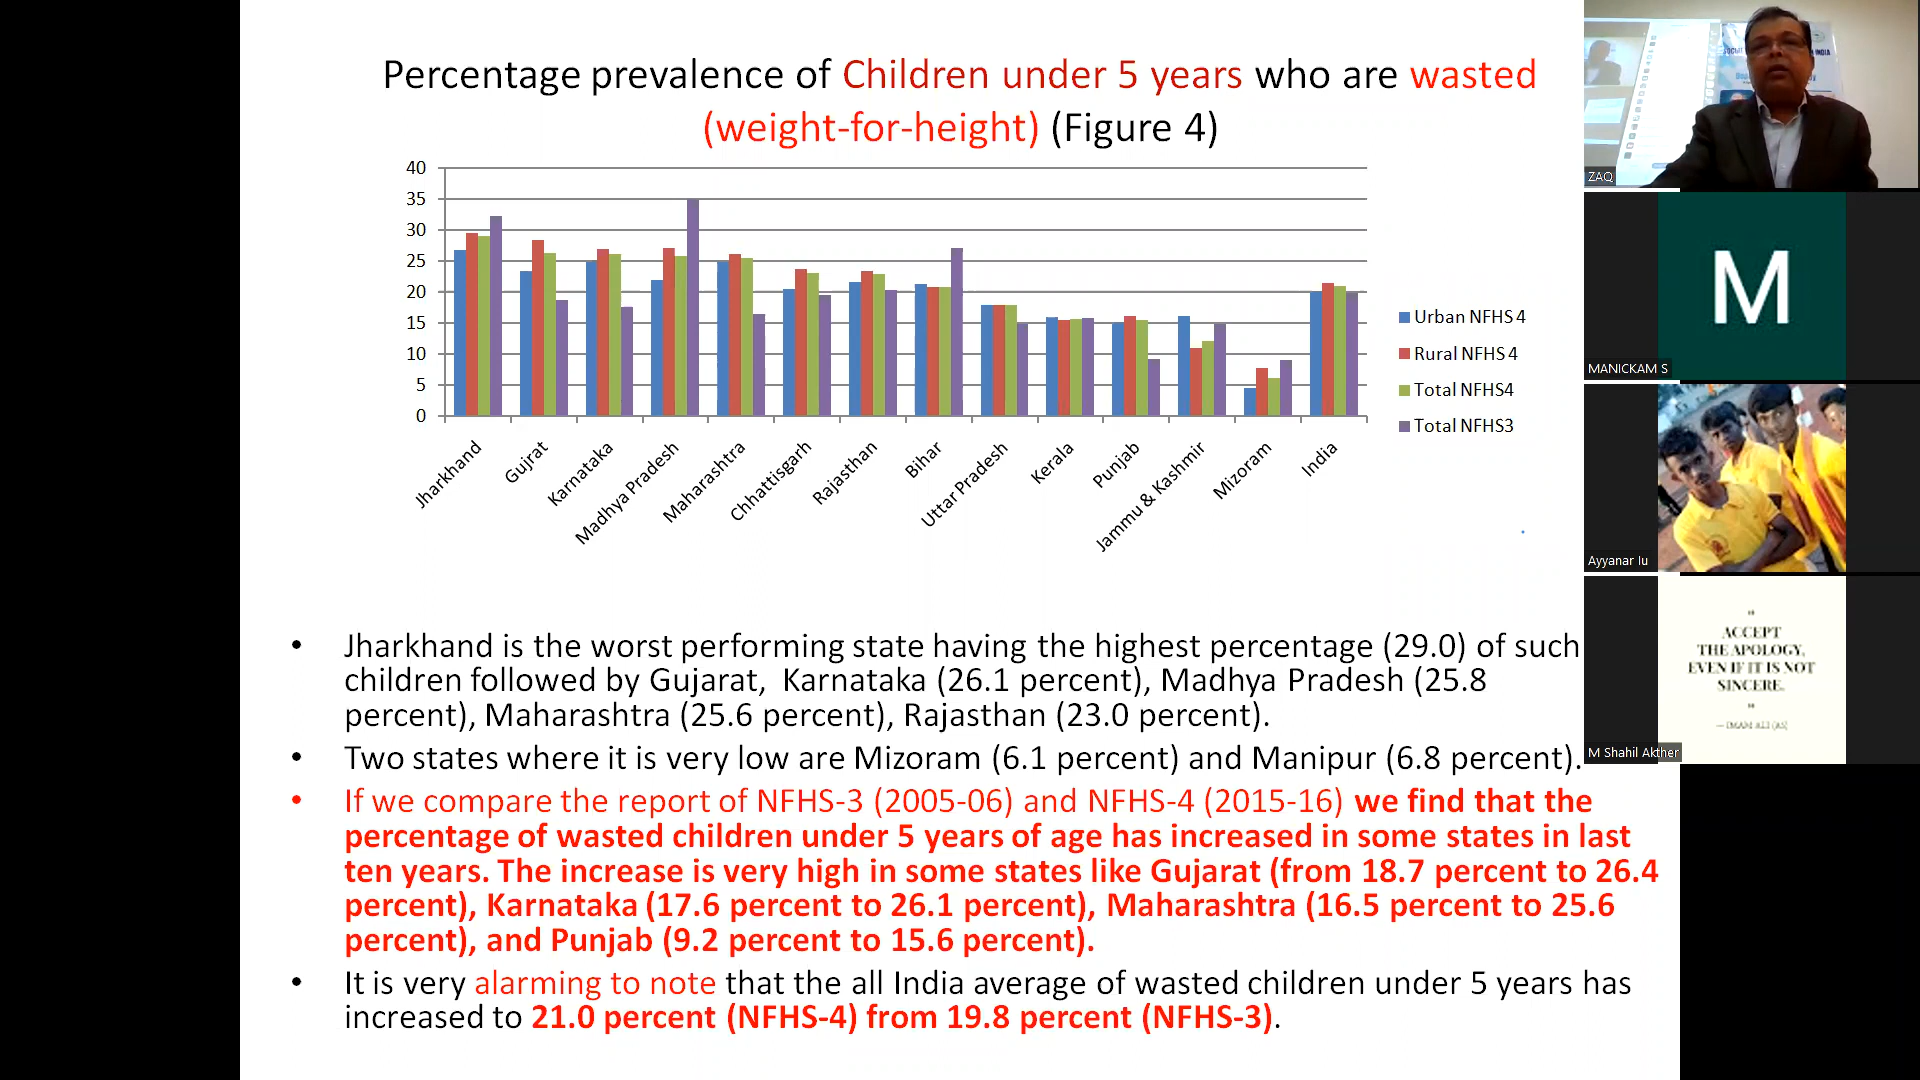 Percentage prevalence of Children under 5 years who are wasted
(weight-for-height) (Figure 4)
40
35
30
25
20
15
10
5
0
Jharkhand
Gujrat
Karnataka
Madhya Pradesh
Maharashtra
Chhattisgarh
Rajasthan
Bihar
Uttar Pradesh
Kerala
Punjab
Jammu & Kashmir
Mizoram
India
Urban NFHS 4
Rural NFHS 4
Total NFHS4
Total NFHS3
• Jharkhand is the worst performing state having the highest percentage (29.0) of such
children followed by Gujarat, Karnataka (26.1 percent), Madhya Pradesh (25.8
percent), Maharashtra (25.6 percent), Rajasthan (23.0 percent).
• Two states where it is very low are Mizoram (6.1 percent) and Manipur (6.8 percent).
• If we compare the report of NFHS-3 (2005-06) and NFHS-4 (2015-16) we find that the
percentage of wasted children under 5 years of age has increased in some states in last
ten years. The increase is very high in some states like Gujarat (from 18.7 percent to 26.4
percent), Karnataka (17.6 percent to 26.1 percent), Maharashtra (16.5 percent to 25.6
percent), and Punjab (9.2 percent to 15.6 percent).
• It is very alarming to note that the all India average of wasted children under 5 years has
increased to 21.0 percent (NFHS-4) from 19.8 percent (NFHS-3).
ZAQ
M
MANICKAM S
Ayyanar Iu
"
ACCEPT
THE APOLOGY,
EVEN IF IT IS NOT
SINCERE.
"
— IMAM ALI (AS)
M Shahil Akther